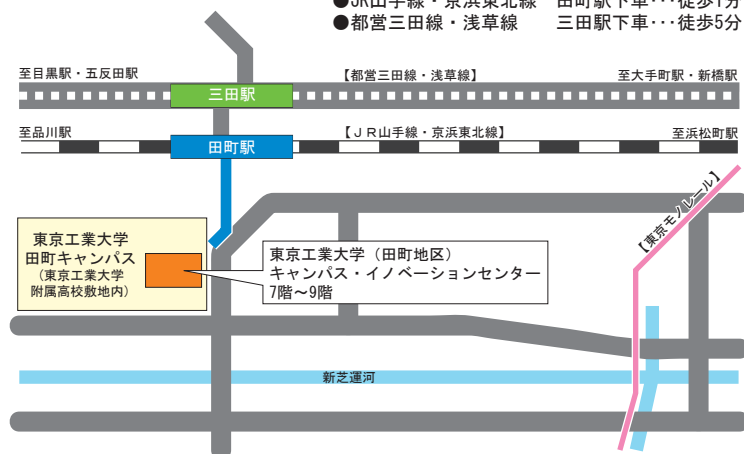 ●JR山手線・京浜東北線　田町駅下車･･･徒歩1分
●都営三田線・浅草線　三田駅下車･･･徒歩5分
至目黒駅・五反田駅
【都営三田線・浅草線】
至大手町駅・新橋駅
三田駅
至品川駅
【ＪＲ山手線・京浜東北線】
至浜松町駅
田町駅
【東京モノレール】
東京工業大学
田町キャンパス
（東京工業大学
附属高校敷地内）
東京工業大学（田町地区）
キャンパス・イノベーションセンター
7階～9階
新芝運河